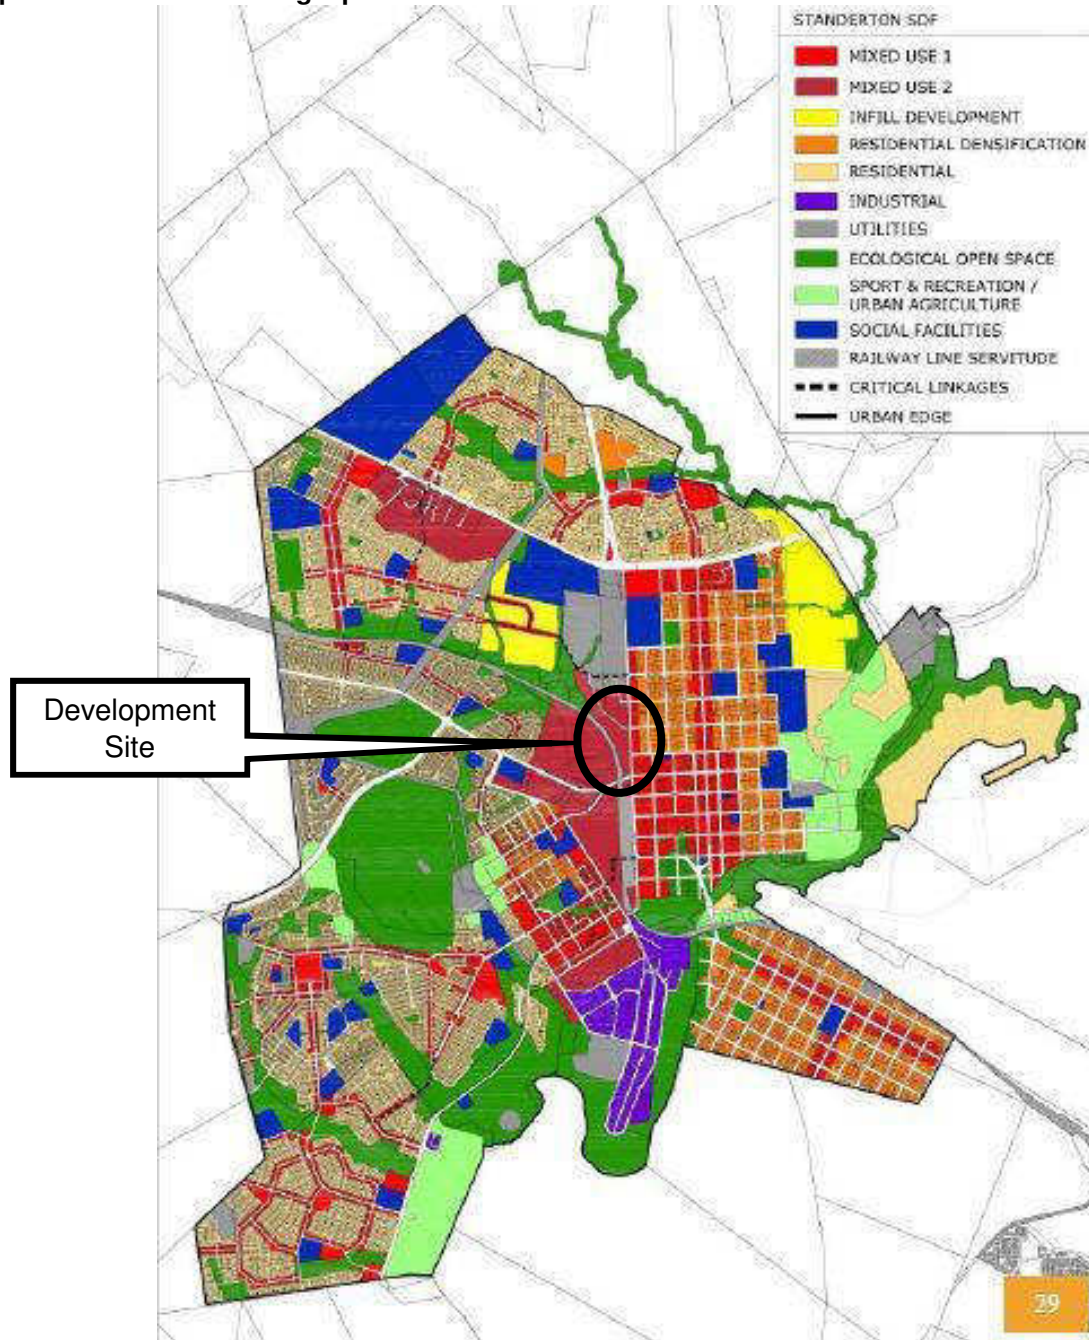 STANDERTON SDF
MIXED USE 1
MIXED USE 2
INFILL DEVELOPMENT
RESIDENTIAL DENSIFICATION
RESIDENTIAL
INDUSTRIAL
UTILITIES
ECOLOGICAL OPEN SPACE
SPORT & RECREATION /
URBAN AGRICULTURE
SOCIAL FACILITIES
RAILWAY LINE SERVITUDE
CRITICAL LINKAGES
URBAN EDGE
Development
Site
29